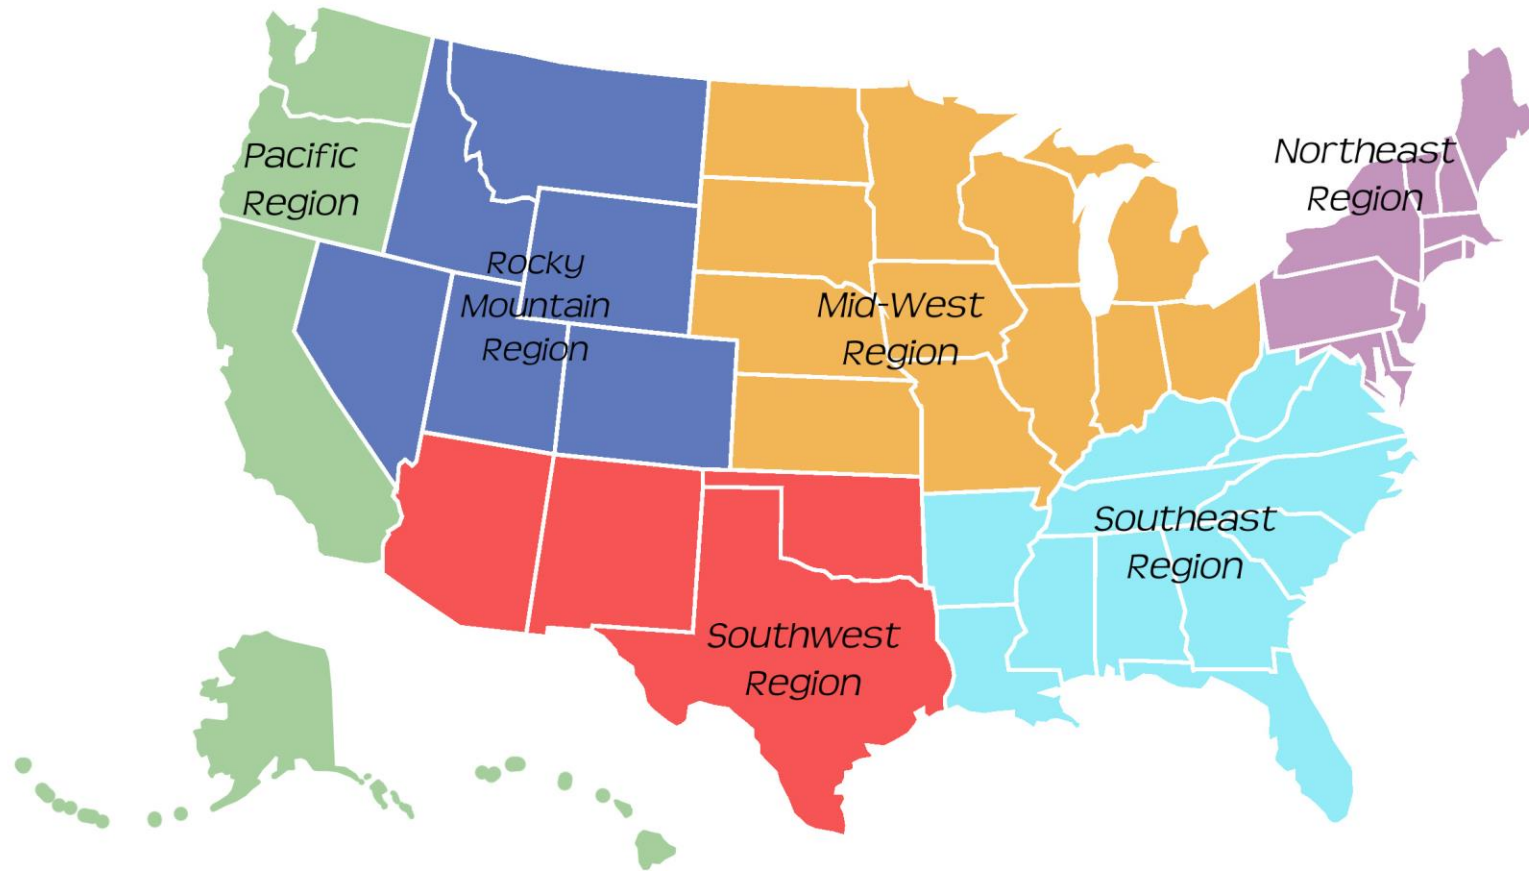 Pacific
Region
Rocky
Mountain
Region
Mid-West
Region
Northeast
Region
Southeast
Region
Southwest
Region